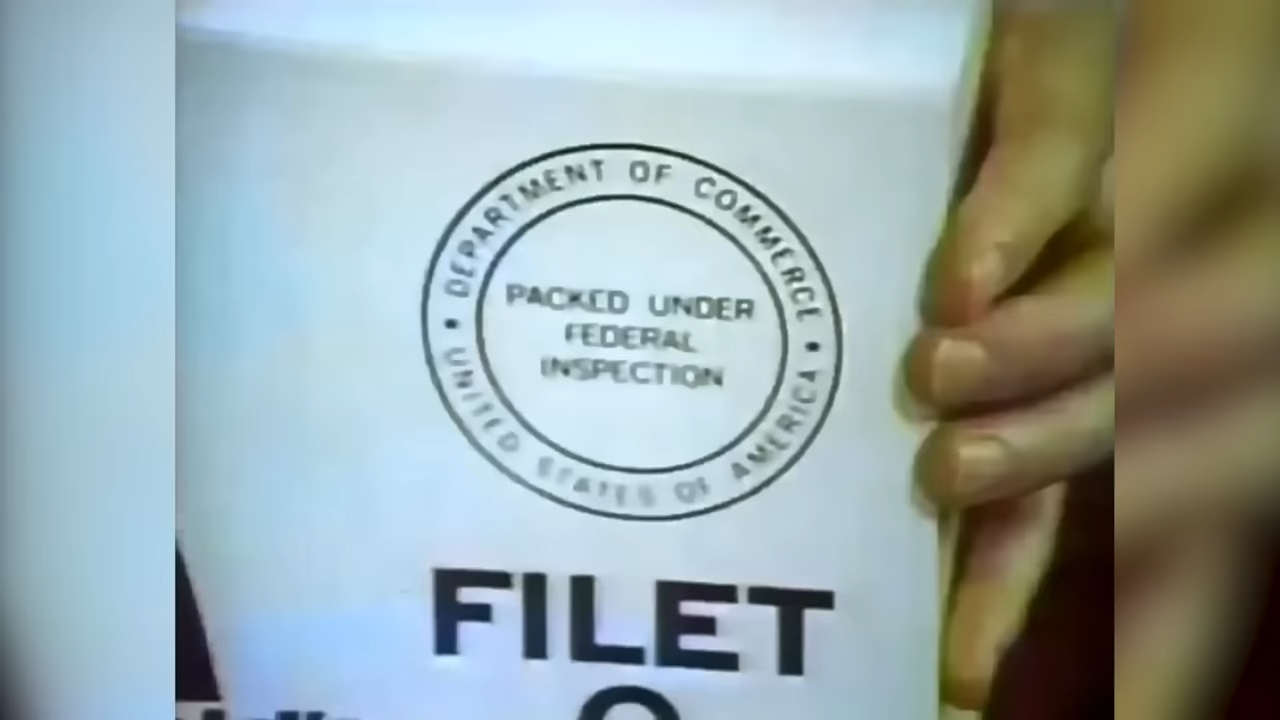 DEPARTMENT OF COMMERCE
PACKED UNDER
FEDERAL
INSPECTION
• UNITED STATES OF AMERICA •
FILET
O